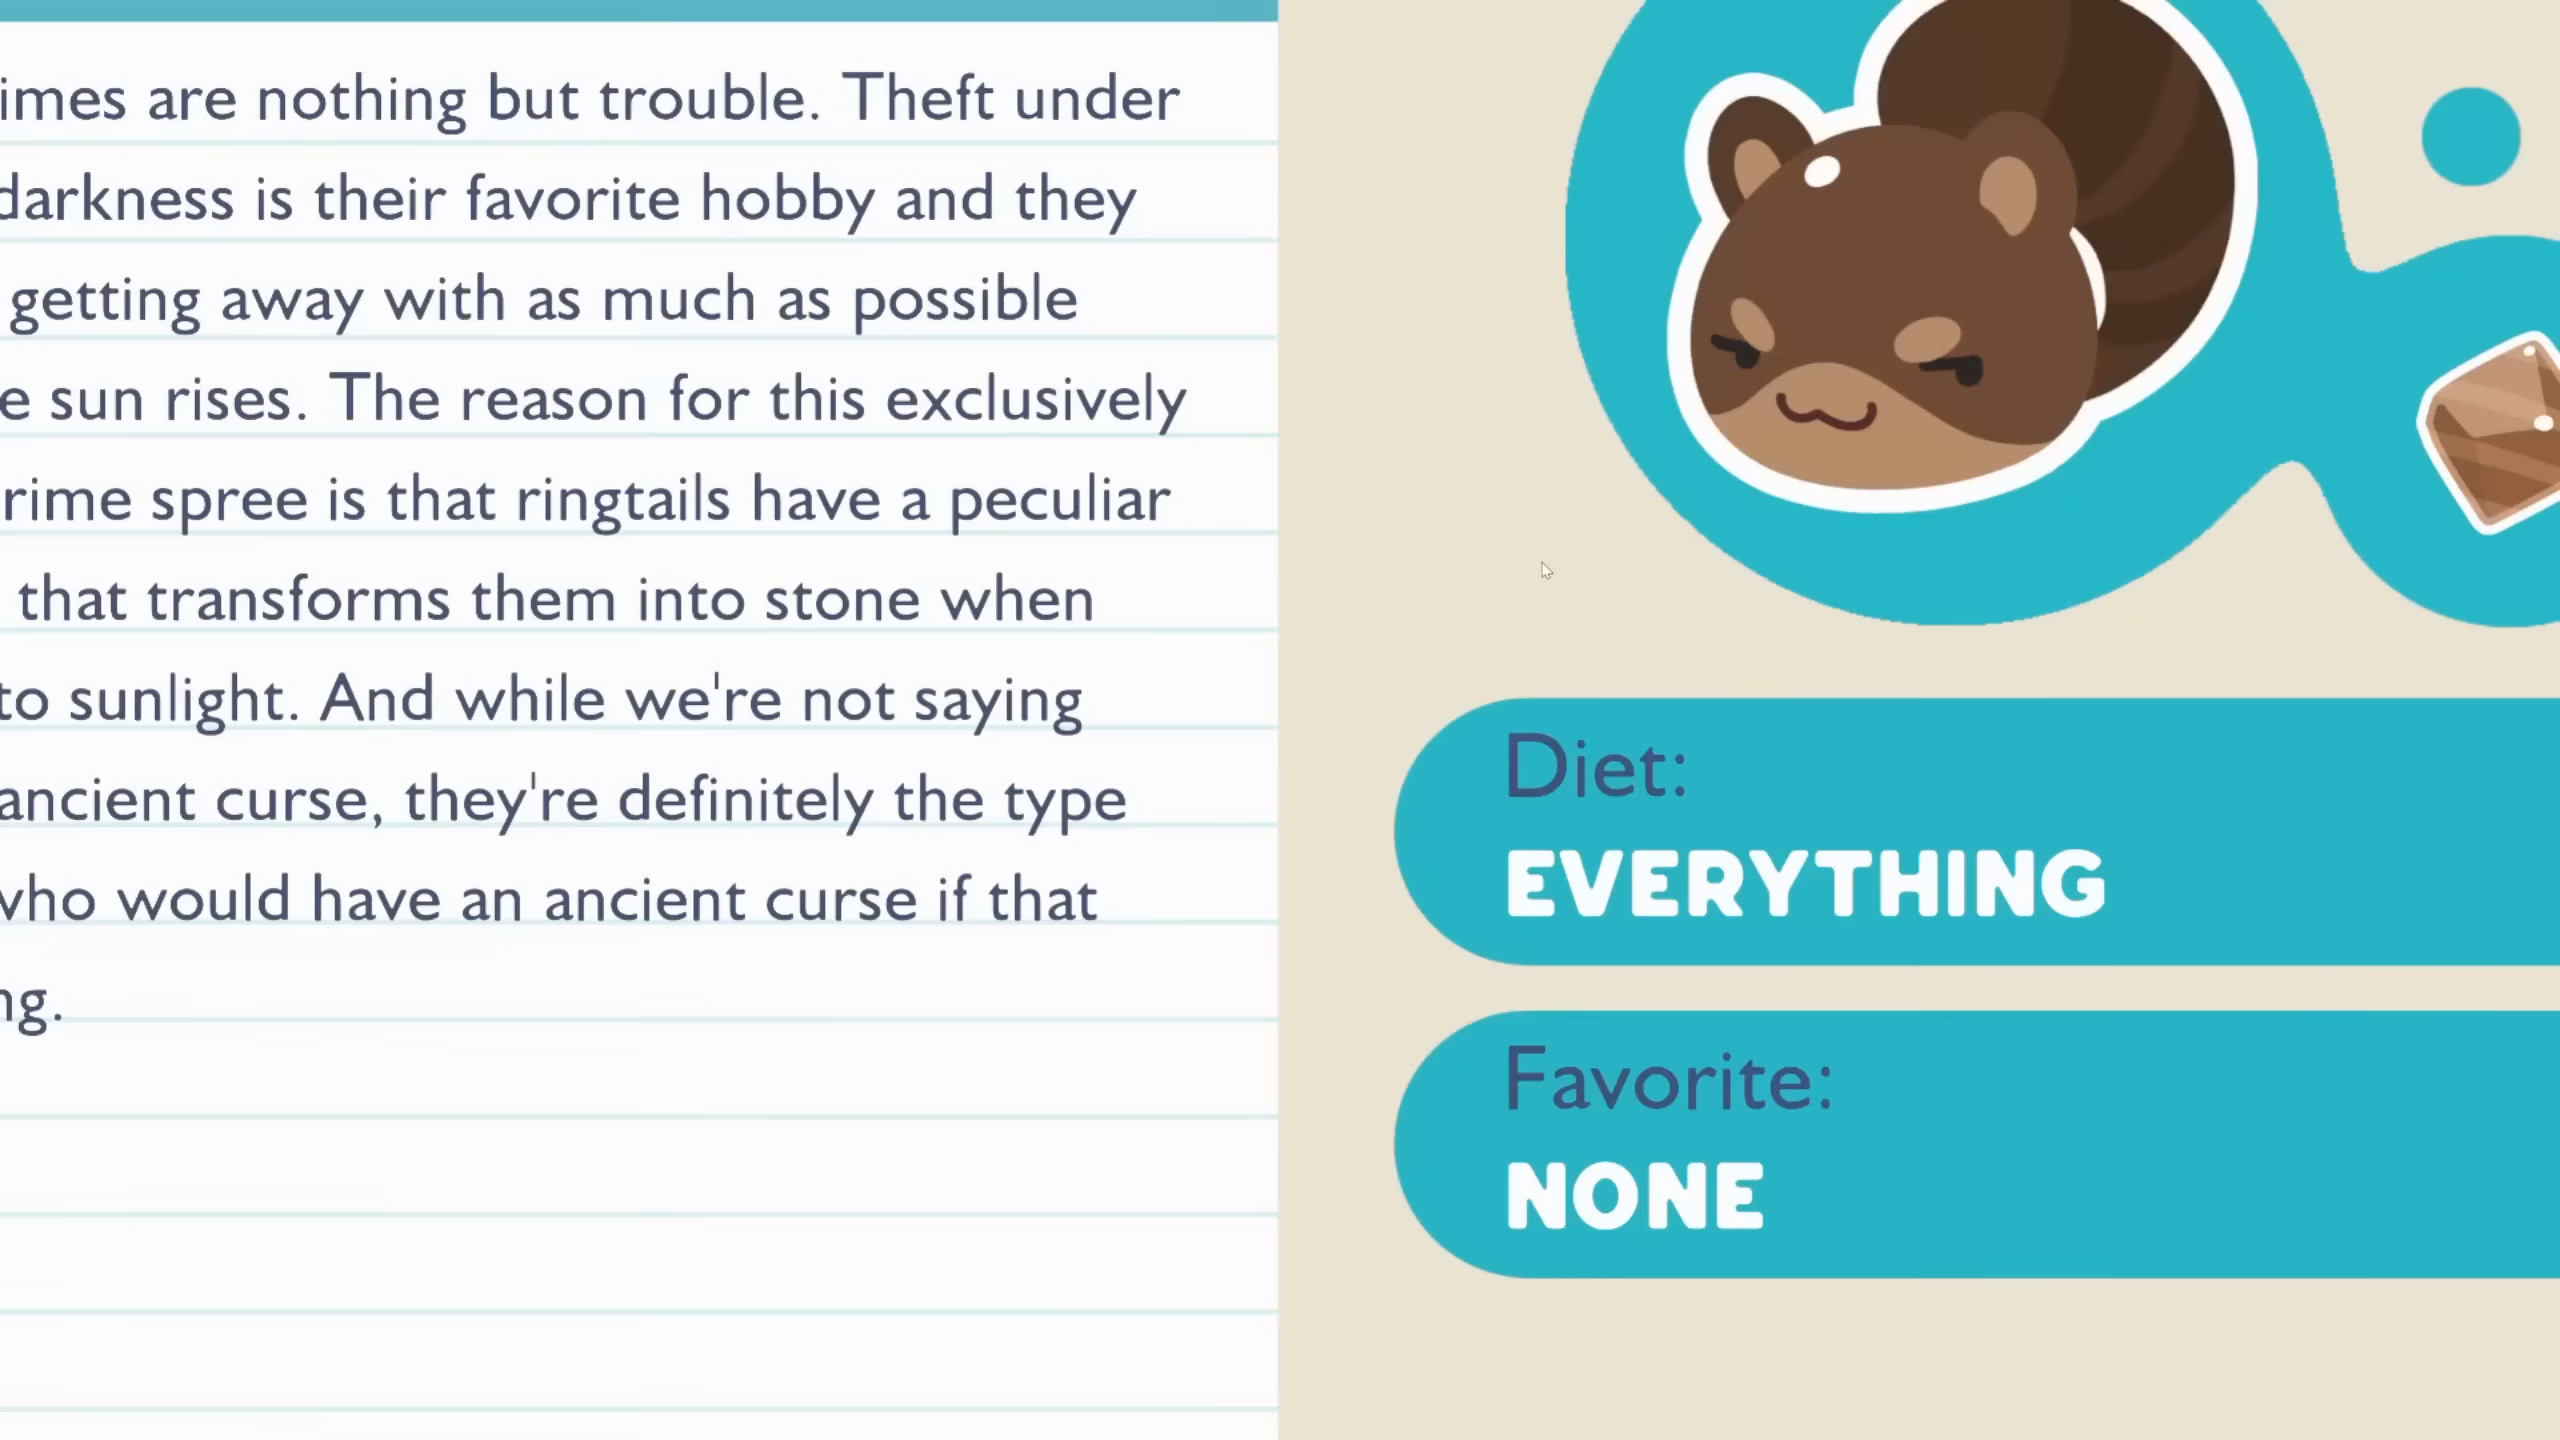 imes are nothing but trouble. Theft under
darkness is their favorite hobby and they
getting away with as much as possible
e sun rises. The reason for this exclusively
rime spree is that ringtails have a peculiar
that transforms them into stone when
to sunlight. And while we're not saying
ancient curse, they're definitely the type
who would have an ancient curse if that
ng.
Diet:
EVERYTHING
Favorite:
NONE